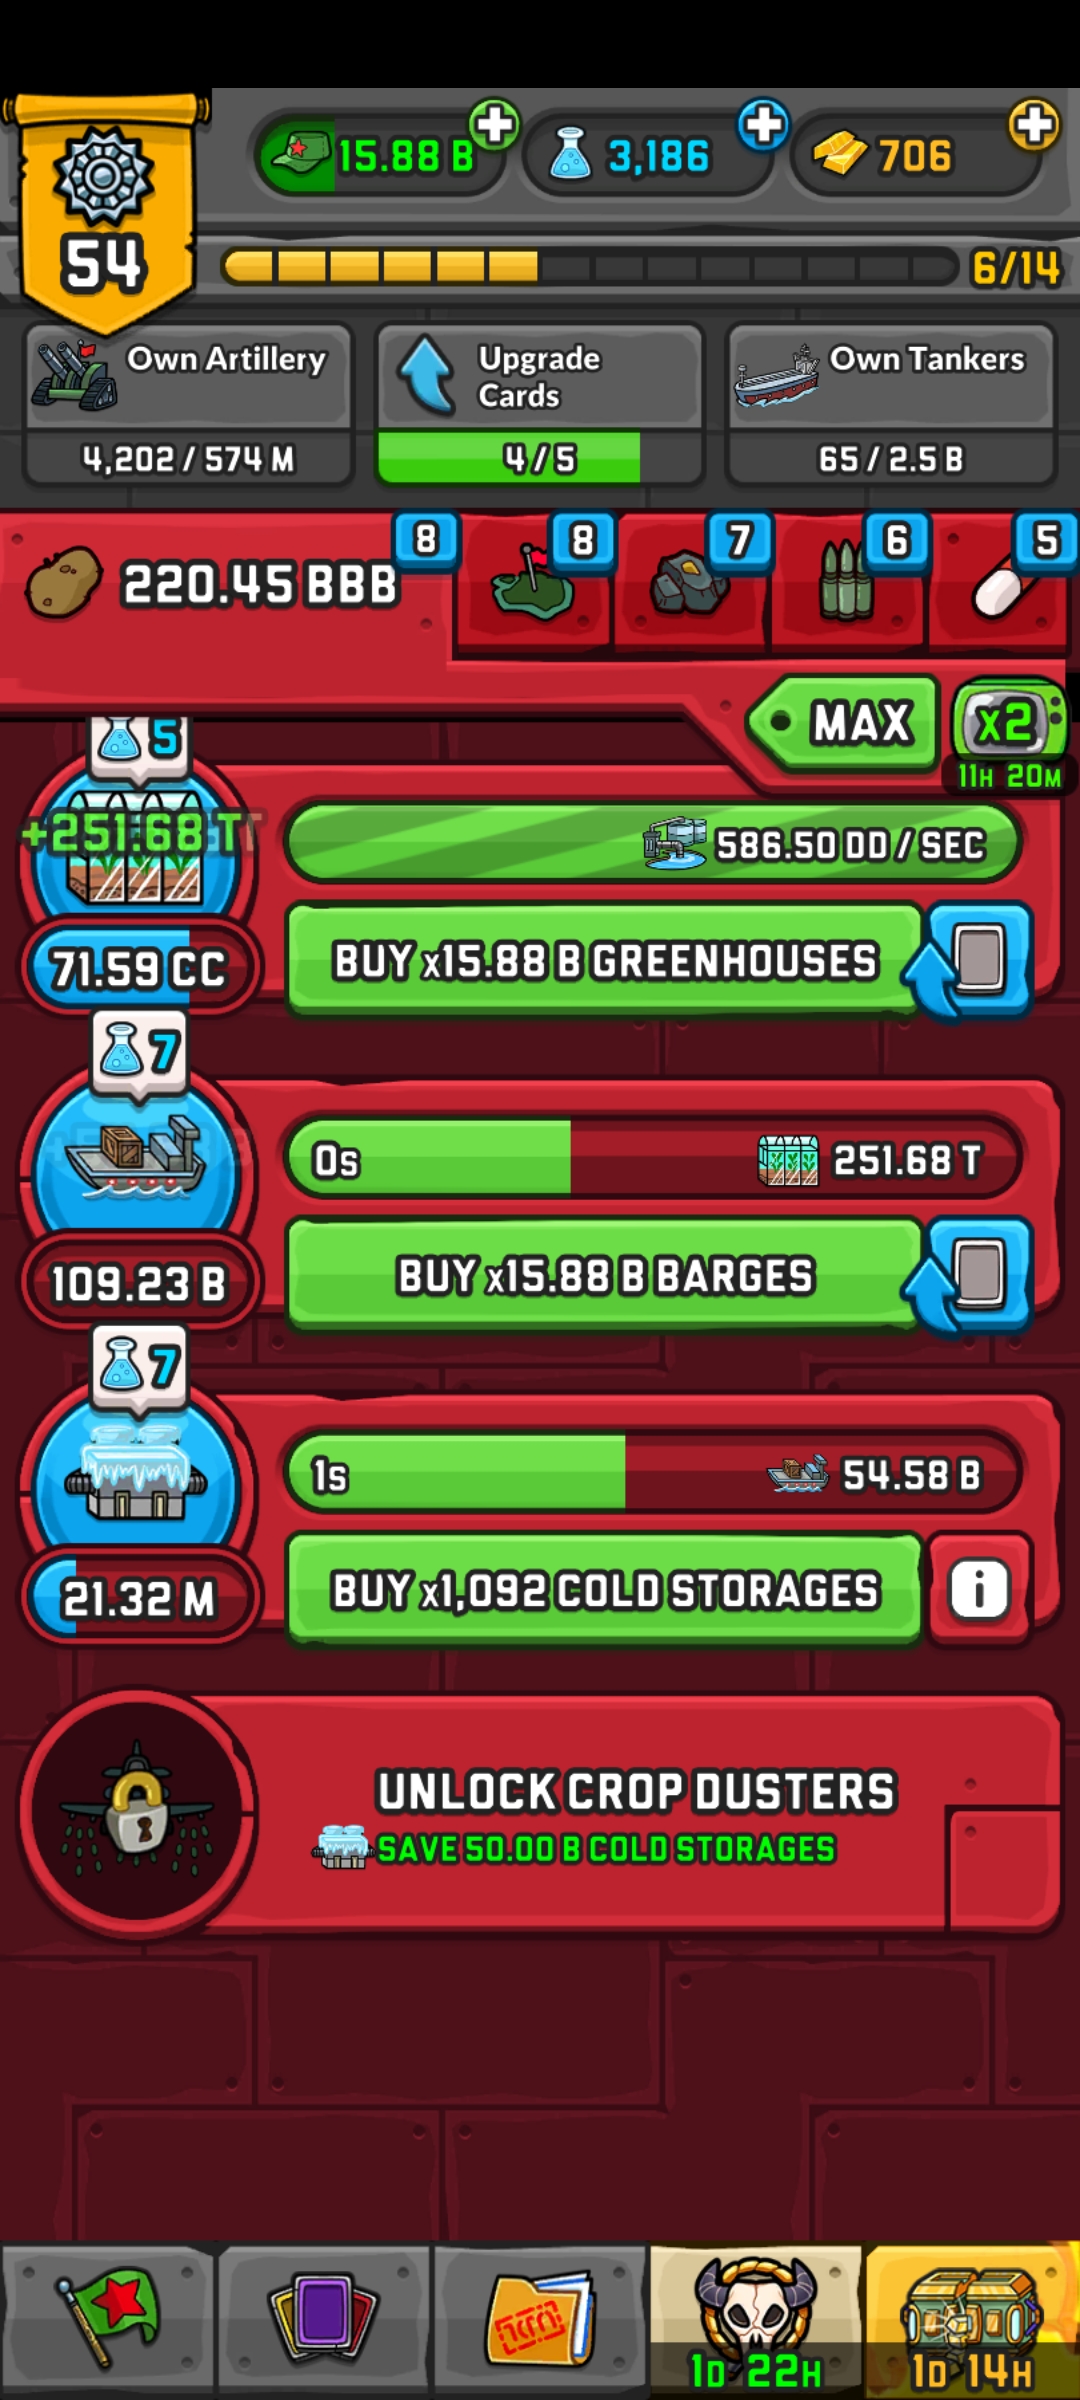 54
15.88 B
3,186
706
6/14
Own Artillery
4,202 / 574 M
Upgrade
Cards
4 / 5
Own Tankers
65 / 2.5 B
220.45 BBB
8
8
7
6
5
MAX
x2
11H 20M
5
+251.68 T
586.50 DD / SEC
71.59 CC
BUY x15.88 B GREENHOUSES
7
0s
251.68 T
109.23 B
BUY x15.88 B BARGES
7
1s
54.58 B
21.32 M
BUY x1,092 COLD STORAGES
i
UNLOCK CROP DUSTERS
SAVE 50.00 B COLD STORAGES
1D 22H
1D 14H